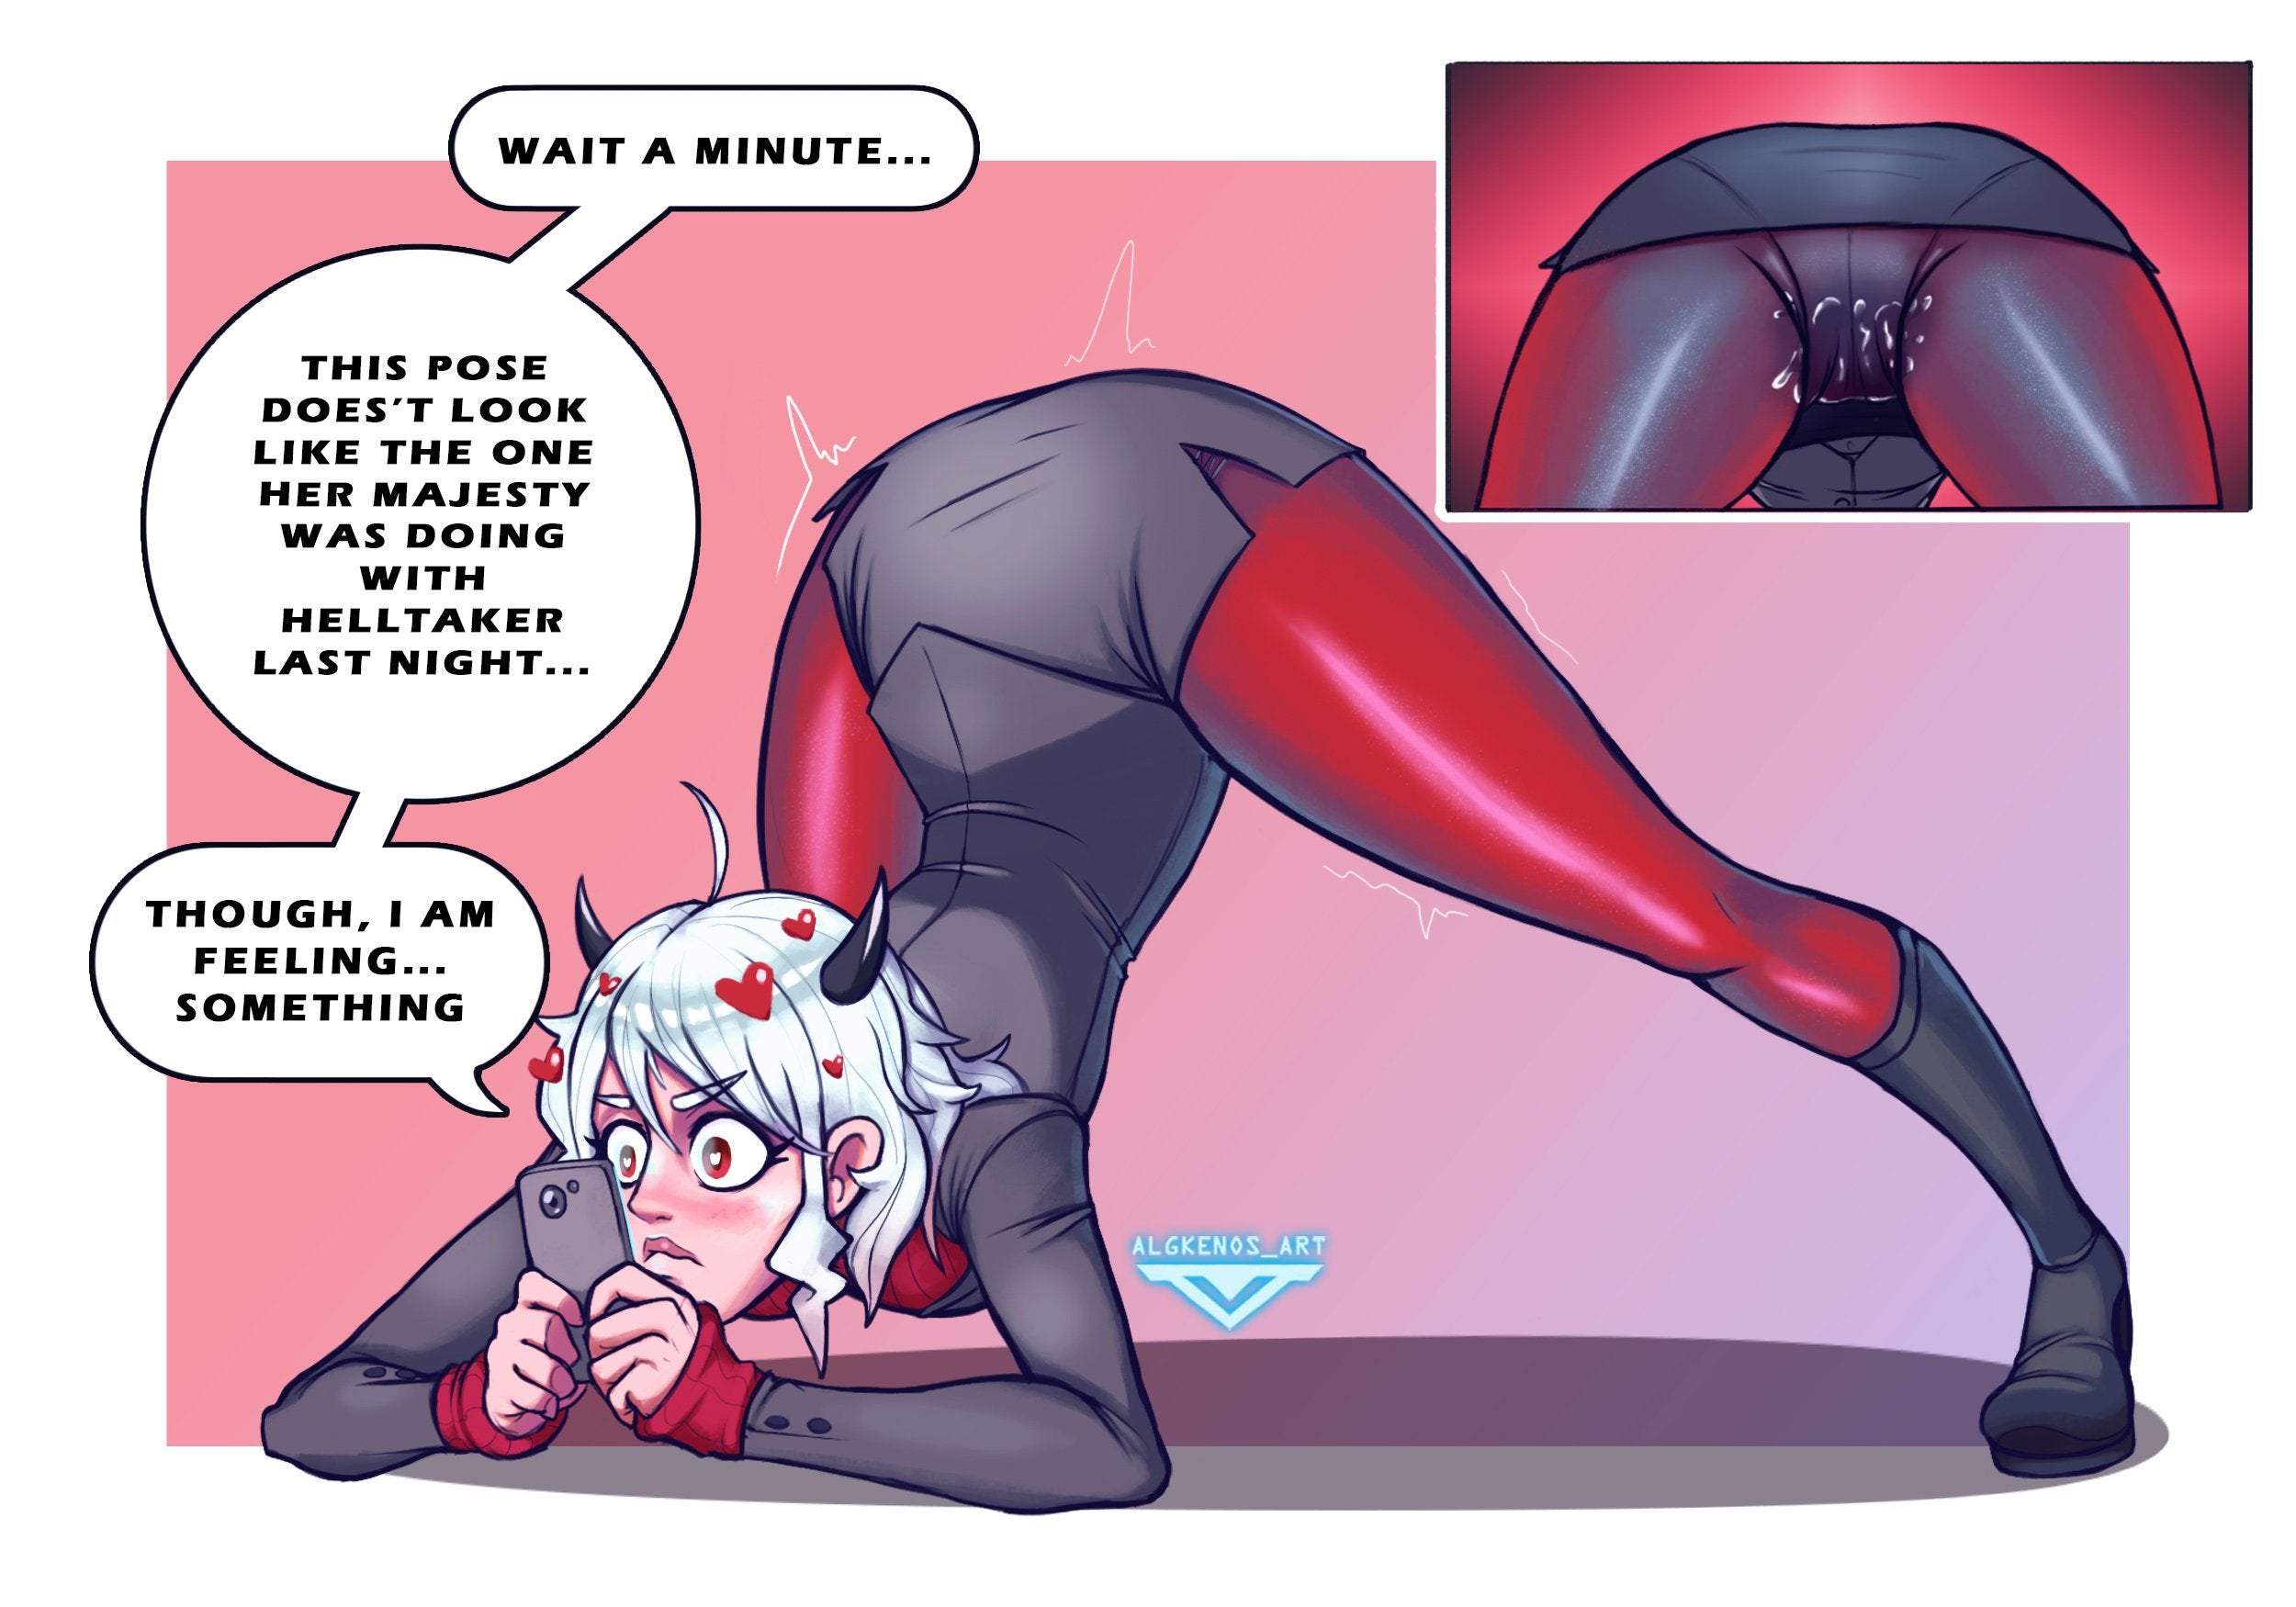 WAIT A MINUTE...
THIS POSE
DOES'T LOOK
LIKE THE ONE
HER MAJESTY
WAS DOING
WITH
HELLTAKER
LAST NIGHT...
THOUGH, I AM
FEELING...
SOMETHING
ALGKENOS_ART